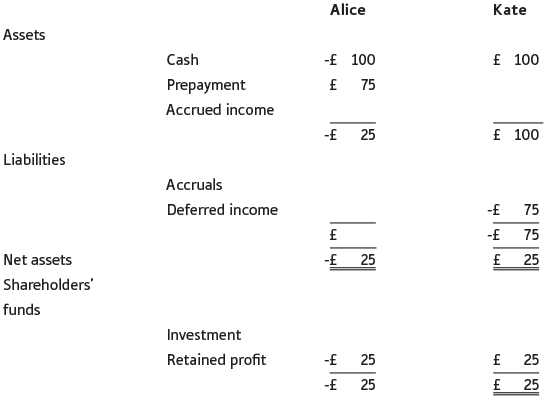 Alice Kate
Assets
Cash -£ 100 £ 100
Prepayment £ 75
Accrued income
-£ 25 £ 100
Liabilities
Accruals
Deferred income -£ 75
£ -£ 75
Net assets -£ 25 £ 25
Shareholders’
funds
Investment
Retained profit -£ 25 £ 25
-£ 25 £ 25